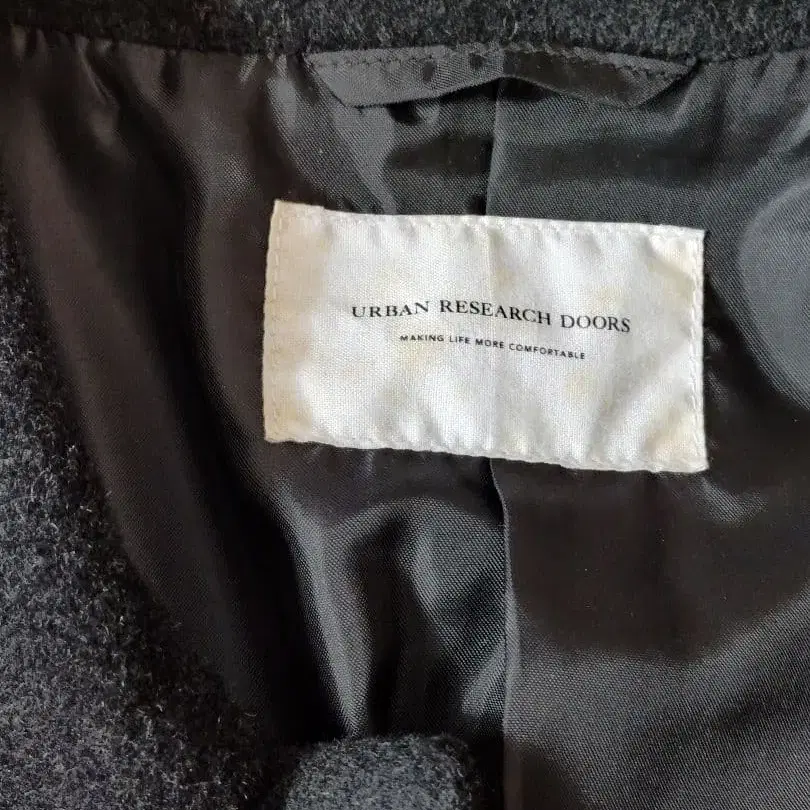 URBAN RESEARCH DOORS
MAKING LIFE MORE COMFORTABLE